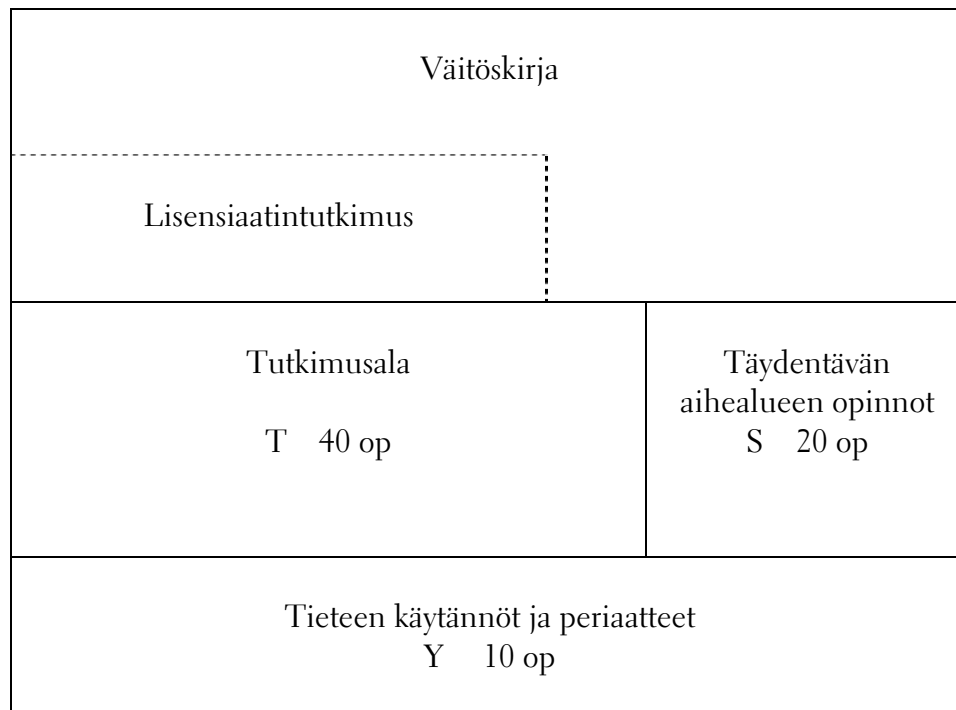 Väitöskirja
Lisensiaatintutkimus
Tutkimusala
T 40 op
Täydentävän
aihealueen opinnot
S 20 op
Tieteen käytännöt ja periaatteet
Y 10 op